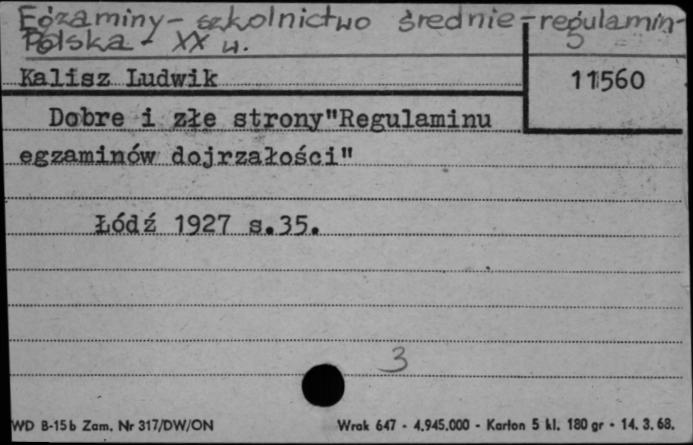 Egzaminy - szkolnictwo średnie - regulamin -
Polska - XX w.
Kalisz Ludwik
11560
Dobre i złe strony"Regulaminu
egzaminów dojrzałości"
Łódź 1927 s.35.
3
WD B-15b Zam. Nr 317/DW/ON
Wrak 647 - 4.945.000 - Karton 5 kl. 180 gr - 14. 3. 68.